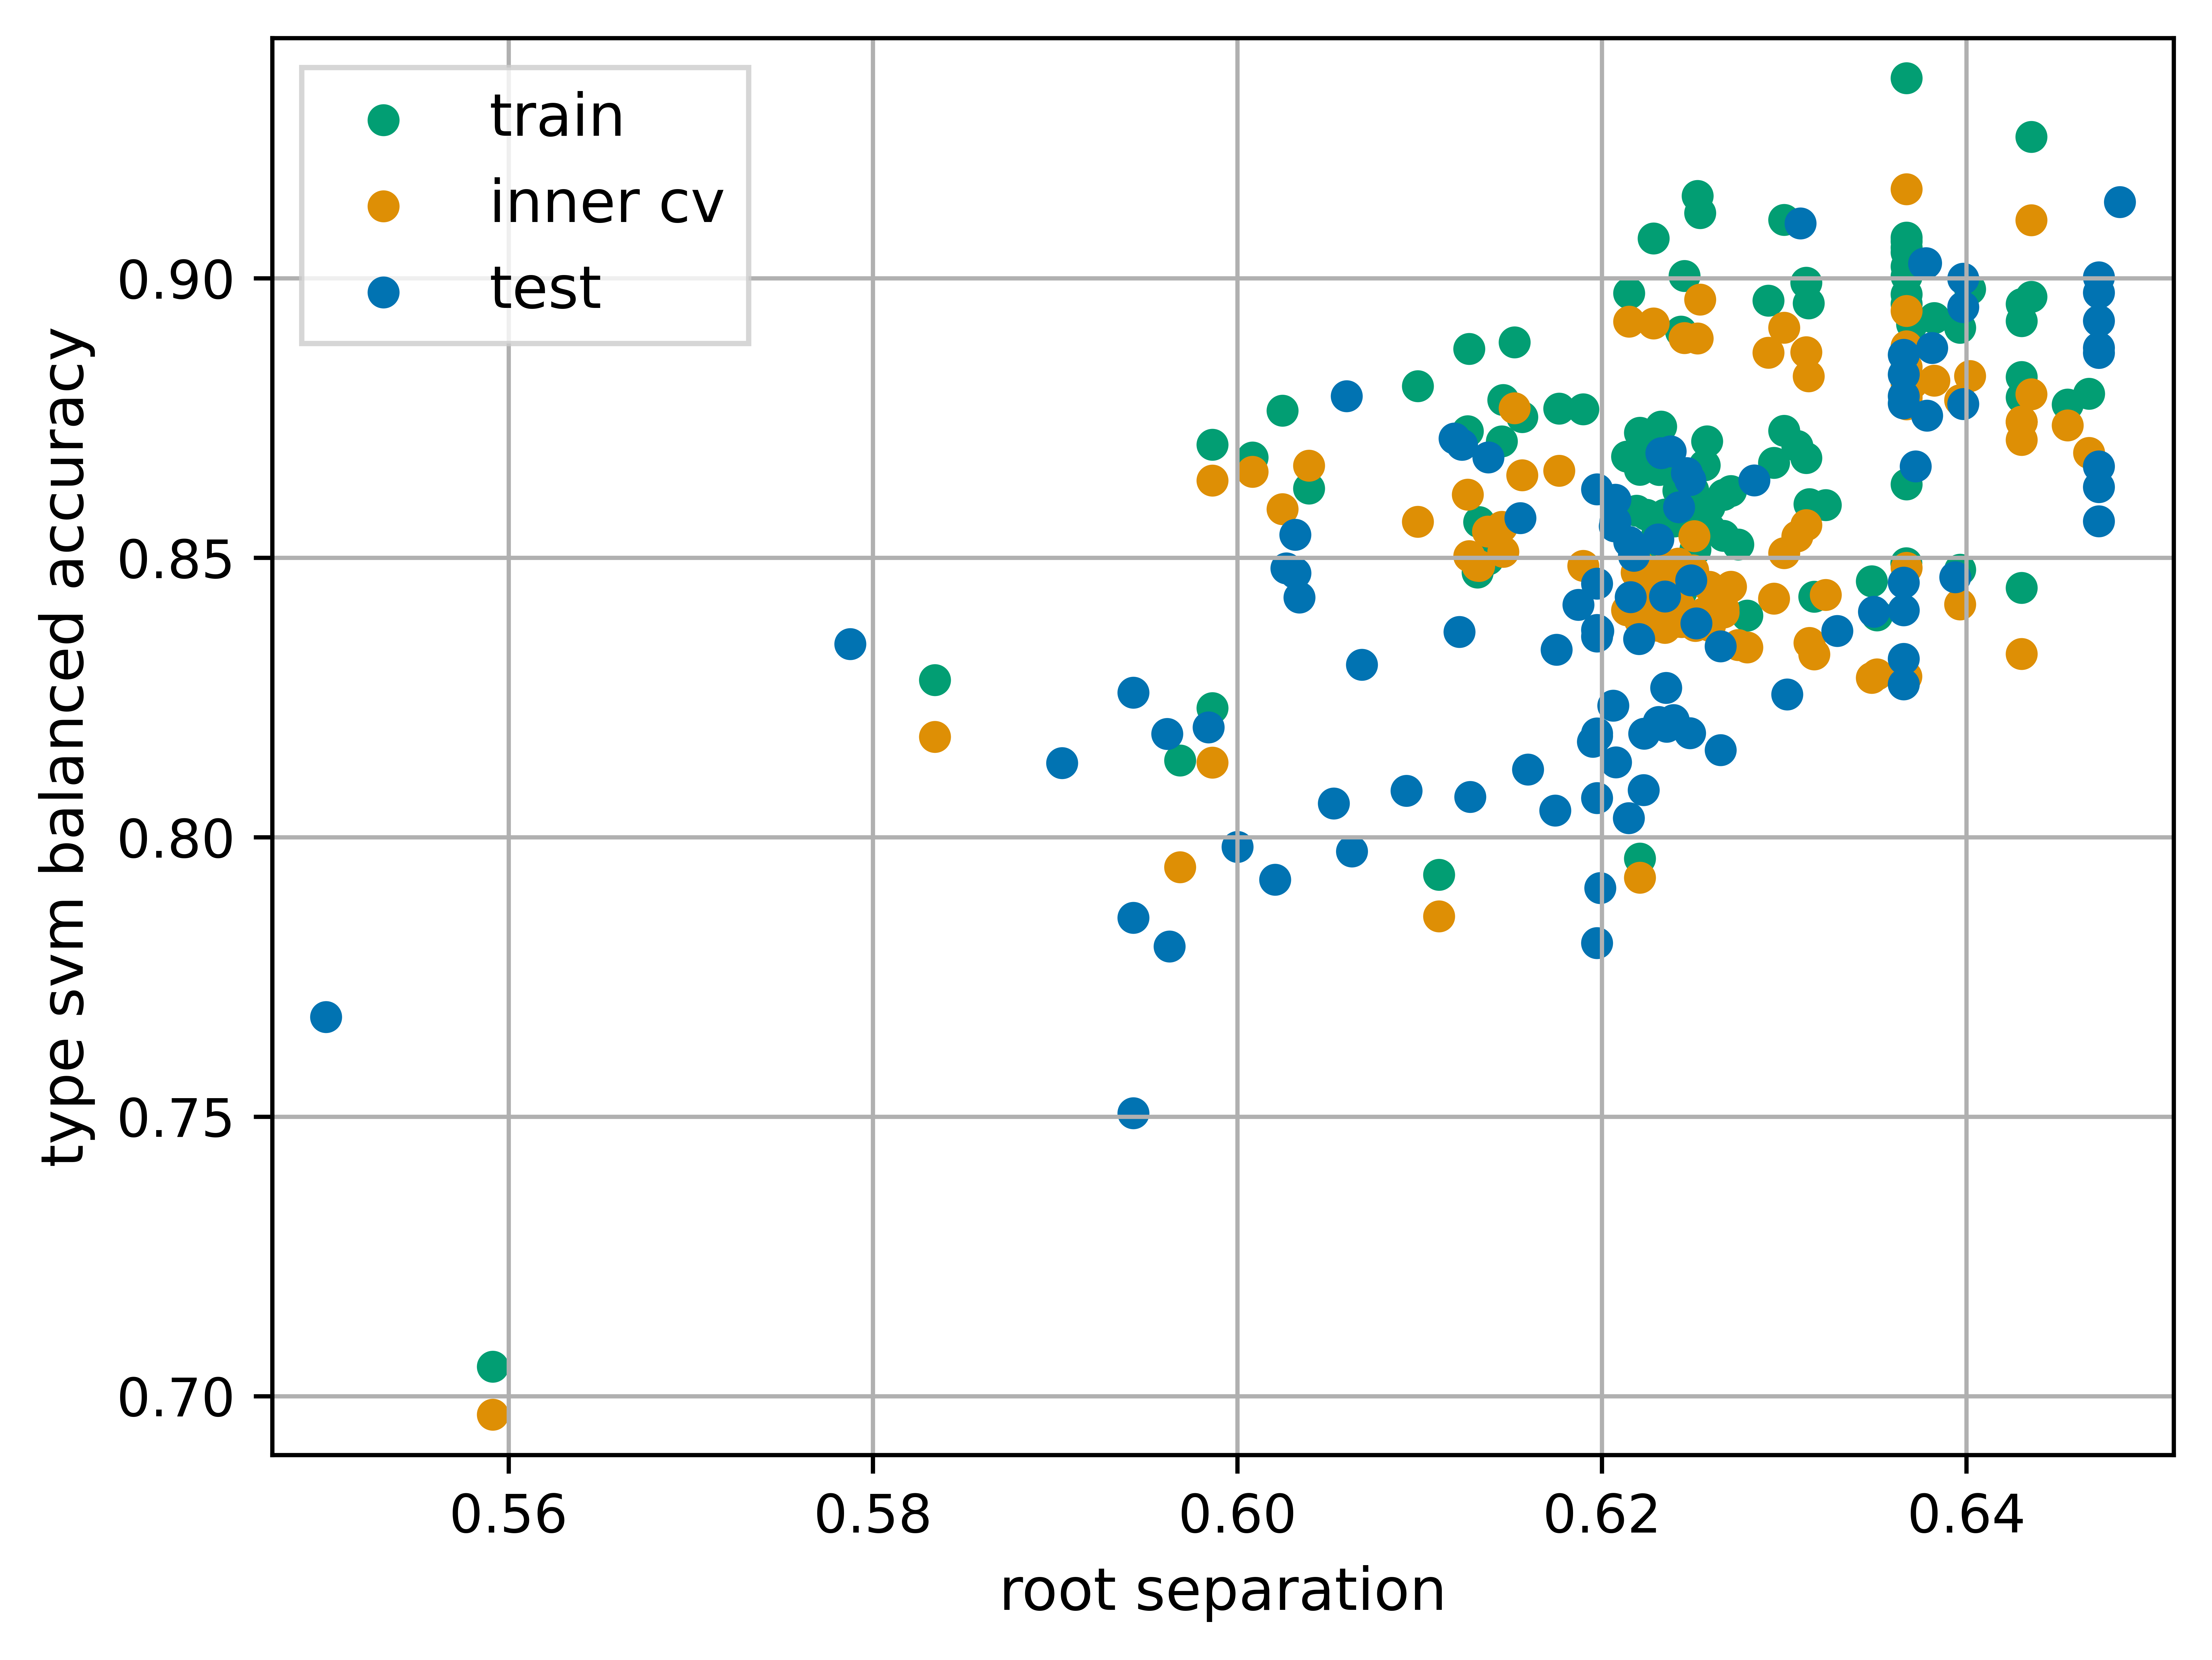 train
inner cv
test
0.90
0.85
0.80
0.75
0.70
type svm balanced accuracy
0.56
0.58
0.60
0.62
0.64
root separation